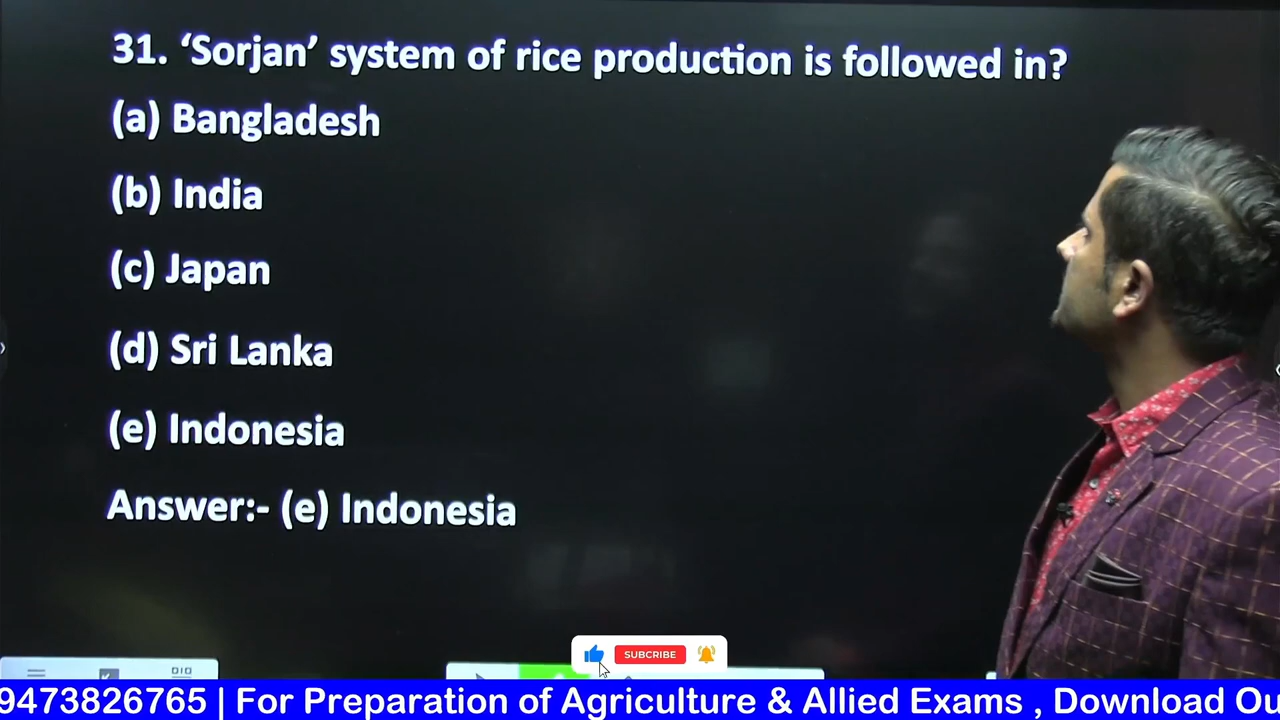 31. ‘Sorjan’ system of rice production is followed in?
(a) Bangladesh
(b) India
(c) Japan
(d) Sri Lanka
(e) Indonesia
Answer:- (e) Indonesia
SUBSCRIBE
9473826765 | For Preparation of Agriculture & Allied Exams , Download Ou